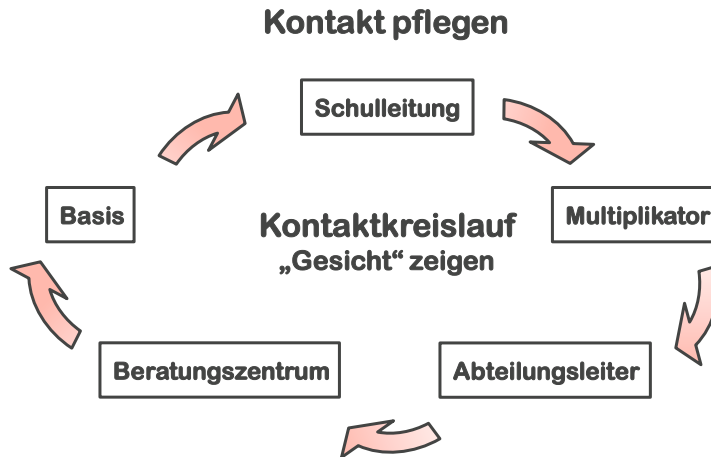 Kontakt pflegen
Schulleitung
Basis
Kontaktkreislauf
„Gesicht“ zeigen
Multiplikator
Beratungszentrum
Abteilungsleiter